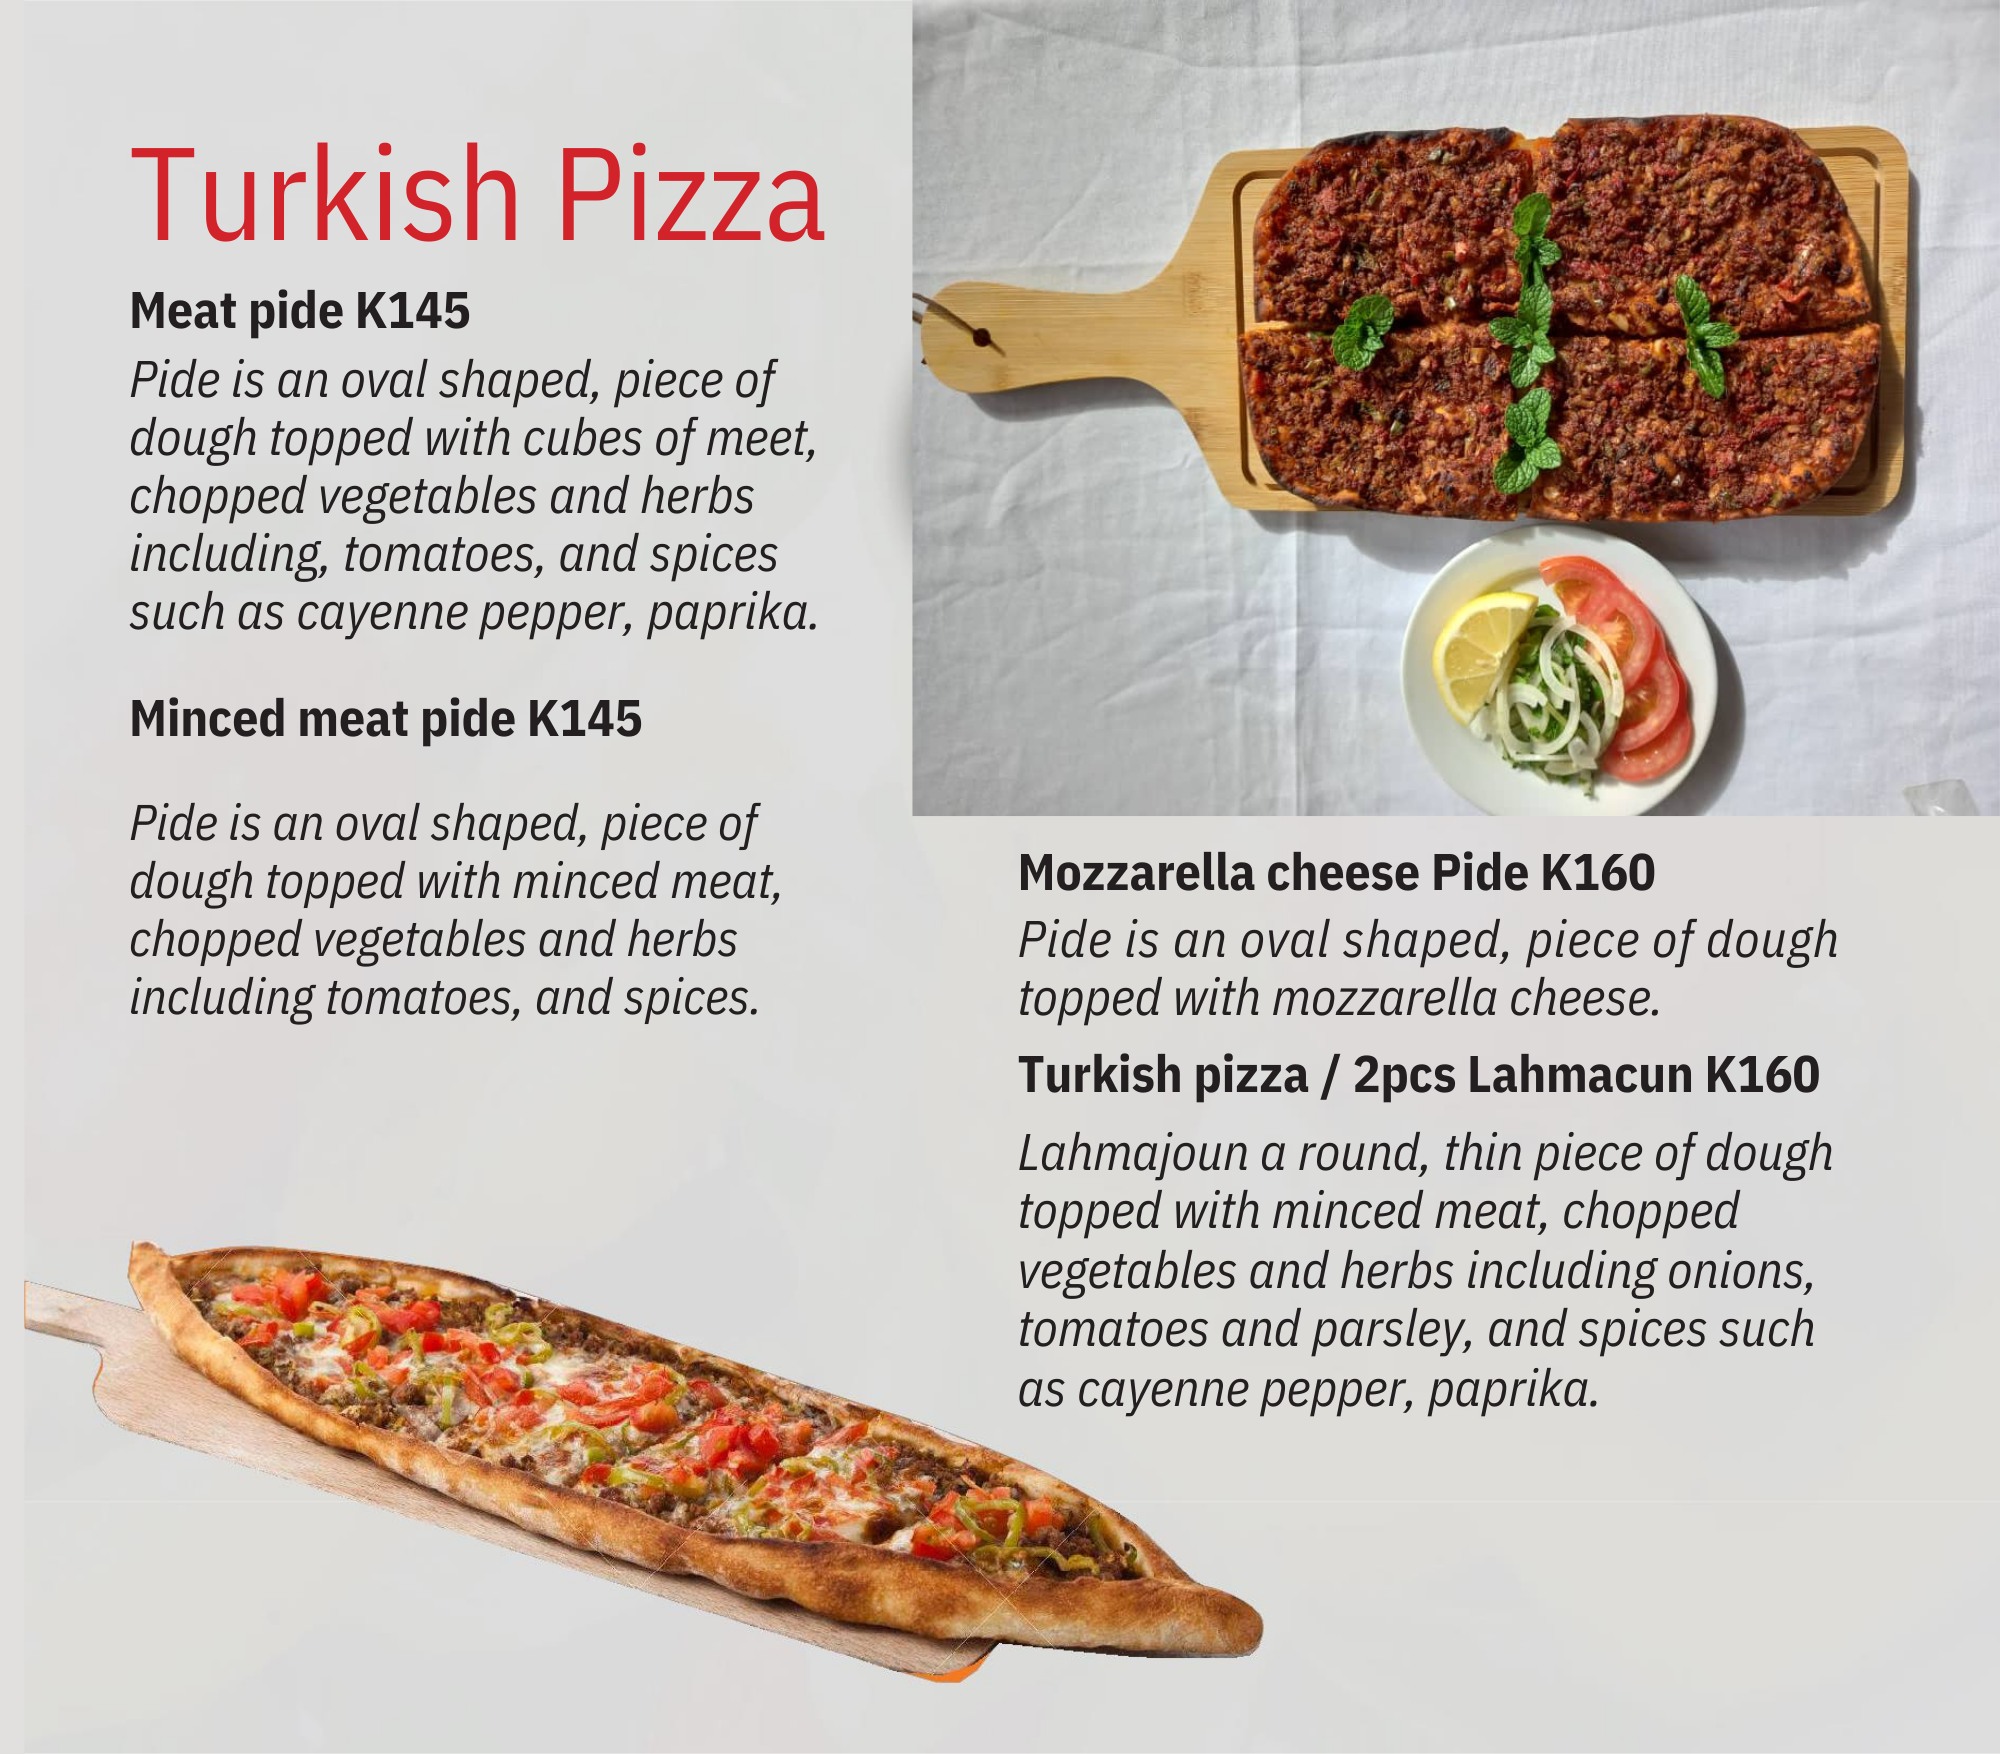 Turkish Pizza
Meat pide K145
Pide is an oval shaped, piece of
dough topped with cubes of meet,
chopped vegetables and herbs
including, tomatoes, and spices
such as cayenne pepper, paprika.
Minced meat pide K145
Pide is an oval shaped, piece of
dough topped with minced meat,
chopped vegetables and herbs
including tomatoes, and spices.
Mozzarella cheese Pide K160
Pide is an oval shaped, piece of dough
topped with mozzarella cheese.
Turkish pizza / 2pcs Lahmacun K160
Lahmajoun a round, thin piece of dough
topped with minced meat, chopped
vegetables and herbs including onions,
tomatoes and parsley, and spices such
as cayenne pepper, paprika.